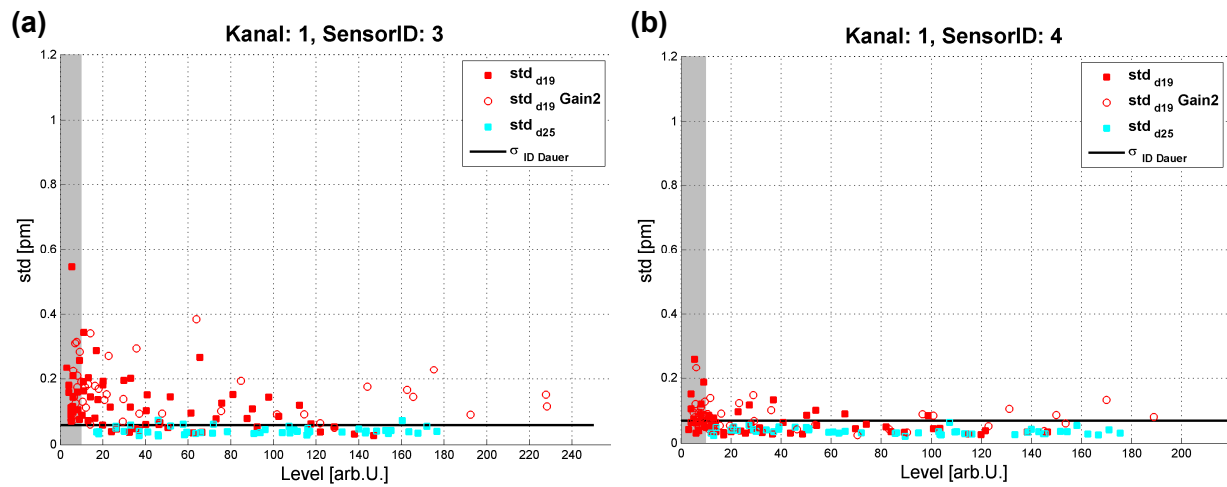 (a)
Kanal: 1, SensorID: 3
std d19
std d19 Gain2
std d25
σ ID Dauer
1.2
1
0.8
0.6
0.4
0.2
0
std [pm]
0 20 40 60 80 100 120 140 160 180 200 220 240
Level [arb.U.]
(b)
Kanal: 1, SensorID: 4
std d19
std d19 Gain2
std d25
σ ID Dauer
1.2
1
0.8
0.6
0.4
0.2
0
std [pm]
0 20 40 60 80 100 120 140 160 180 200
Level [arb.U.]